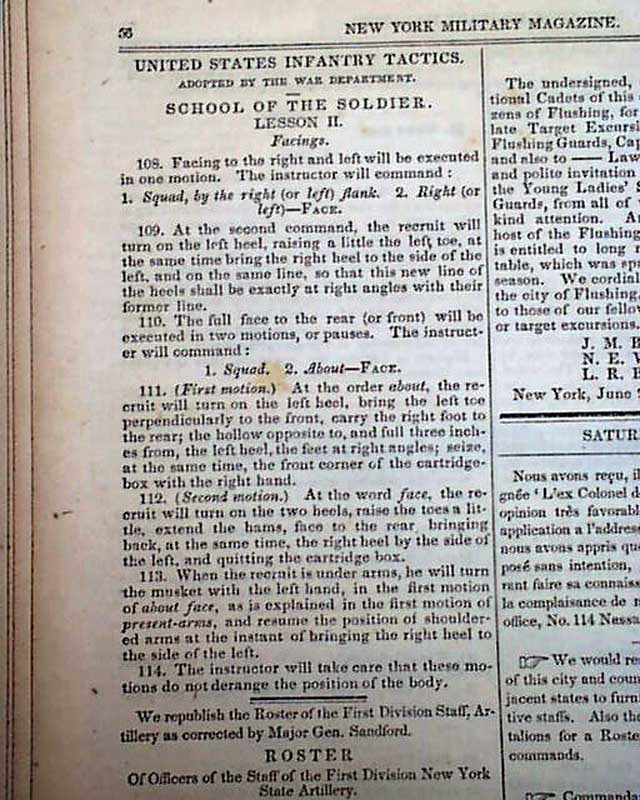 56
NEW YORK MILITARY MAGAZINE.
UNITED STATES INFANTRY TACTICS.
ADOPTED BY THE WAR DEPARTMENT.
SCHOOL OF THE SOLDIER.
LESSON II.
Facings.
108. Facing to the right and left will be executed
in one motion. The instructor will command :
1. Squad, by the right (or left) flank. 2. Right (or
left)—FACE.
109. At the second command, the recruit will
turn on the left heel, raising a little the left toe, at
the same time bring the right heel to the side of the
left, and on the same line, so that this new line of
the heels shall be exactly at right angles with their
former line.
110. The full face to the rear (or front) will be
executed in two motions, or pauses. The instruct-
er will command :
1. Squad. 2. About—FACE.
111. (First motion.) At the order about, the re-
cruit will turn on the left heel, bring the left toe
perpendicularly to the front, carry the right foot to
the rear; the hollow opposite to, and full three inch-
es from, the left heel, the feet at right angles; seize,
at the same time, the front corner of the cartridge-
box with the right hand.
112. (Second motion.) At the word face, the re-
cruit will turn on the two heels, raise the toes a lit-
tle, extend the hams, face to the rear, bringing
back, at the same time, the right heel by the side of
the left, and quitting the cartridge box.
113. When the recruit is under arms, he will turn
the musket with the left hand, in the first motion
of about face, as is explained in the first motion of
present-arms, and resume the position of shoulder-
ed arms at the instant of bringing the right heel to
the side of the left.
114. The instructor will take care that these mo-
tions do not derange the position of the body.
We republish the Roster of the First Division Staff, Ar-
tillery as corrected by Major Gen. Sandford.
ROSTER
Of Officers of the Staff of the First Division New York
State Artillery.
The undersigned,
tional Cadets of this
zens of Flushing, for
late Target Excursi
Flushing Guards, Cap
and also to —— Law
and polite invitation
the Young Ladies'
Guards, from all of
kind attention.
host of the Flushing
is entitled to long
table, which was spr
season. We cordial
the city of Flushing,
to those of our fellow
or target excursions.
J. M. B
N. E. W
L. R. E
New York, June
SATUR
Nous avons reçu, il
gnée ' L'ex Colonel d
opinion très favorabl
application a l'addresse
nous avons appris que
posé sans intention,
rant faire sa connais
la complaisance de
office, No. 114 Nassa
We would re
of this city and coun
jacent states to furni
tive staffs. Also the
talions for a Roste
commands.
Commanda